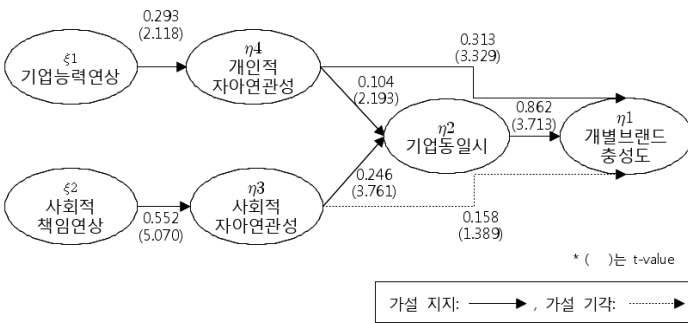 0.293
(2.118)
ξ1
기업능력연상
η4
개인적
자아연관성
0.313
(3.329)
0.104
(2.193)
η2
기업동일시
0.862
(3.713)
η1
개별브랜드
충성도
ξ2
사회적
책임연상
0.552
(5.070)
η3
사회적
자아연관성
0.246
(3.761)
0.158
(1.389)
* (    )는 t-value
가설 지지: , 가설 기각: